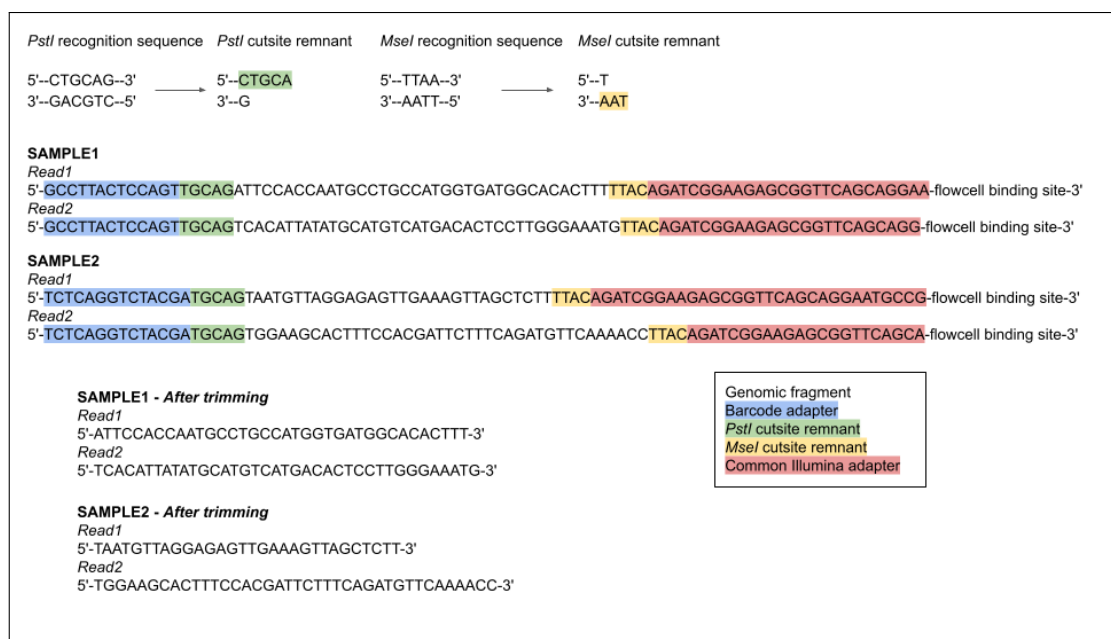 PstI recognition sequence PstI cutsite remnant MseI recognition sequence MseI cutsite remnant
5'--CTGCAG--3' 5'--CTGCA 5'--TTAA--3' 5'--T
3'--GACGTC--5' 3'--G 3'--AATT--5' 3'--AAT
SAMPLE1
Read1
5'-GCCTTACTCCAGTTGCAGATTCCACCAATGCCTGCCATGGTGATGGCACACTTTTTACAGATCGGAAGAGCGGTTCAGCAGGAA-flowcell binding site-3'
Read2
5'-GCCTTACTCCAGTTGCAGTCACATTATATGCATGTCATGACACTCCTTGGGAAATGTTACAGATCGGAAGAGCGGTTCAGCAGG-flowcell binding site-3'
SAMPLE2
Read1
5'-TCTCAGGTCTACGATGCAGTAATGTTAGGAGAGTTGAAAGTTAGCTCTTTTACAGATCGGAAGAGCGGTTCAGCAGGAATGCCG-flowcell binding site-3'
Read2
5'-TCTCAGGTCTACGATGCAGTGGAAGCACTTTCCACGATTCTTTCAGATGTTCAAAACCTTACAGATCGGAAGAGCGGTTCAGCA-flowcell binding site-3'
SAMPLE1 - After trimming
Read1
5'-ATTCCACCAATGCCTGCCATGGTGATGGCACACTTT-3'
Read2
5'-TCACATTATATGCATGTCATGACACTCCTTGGGAAATG-3'
SAMPLE2 - After trimming
Read1
5'-TAATGTTAGGAGAGTTGAAAGTTAGCTCTT-3'
Read2
5'-TGGAAGCACTTTCCACGATTCTTTCAGATGTTCAAAACC-3'
Genomic fragment
Barcode adapter
PstI cutsite remnant
MseI cutsite remnant
Common Illumina adapter